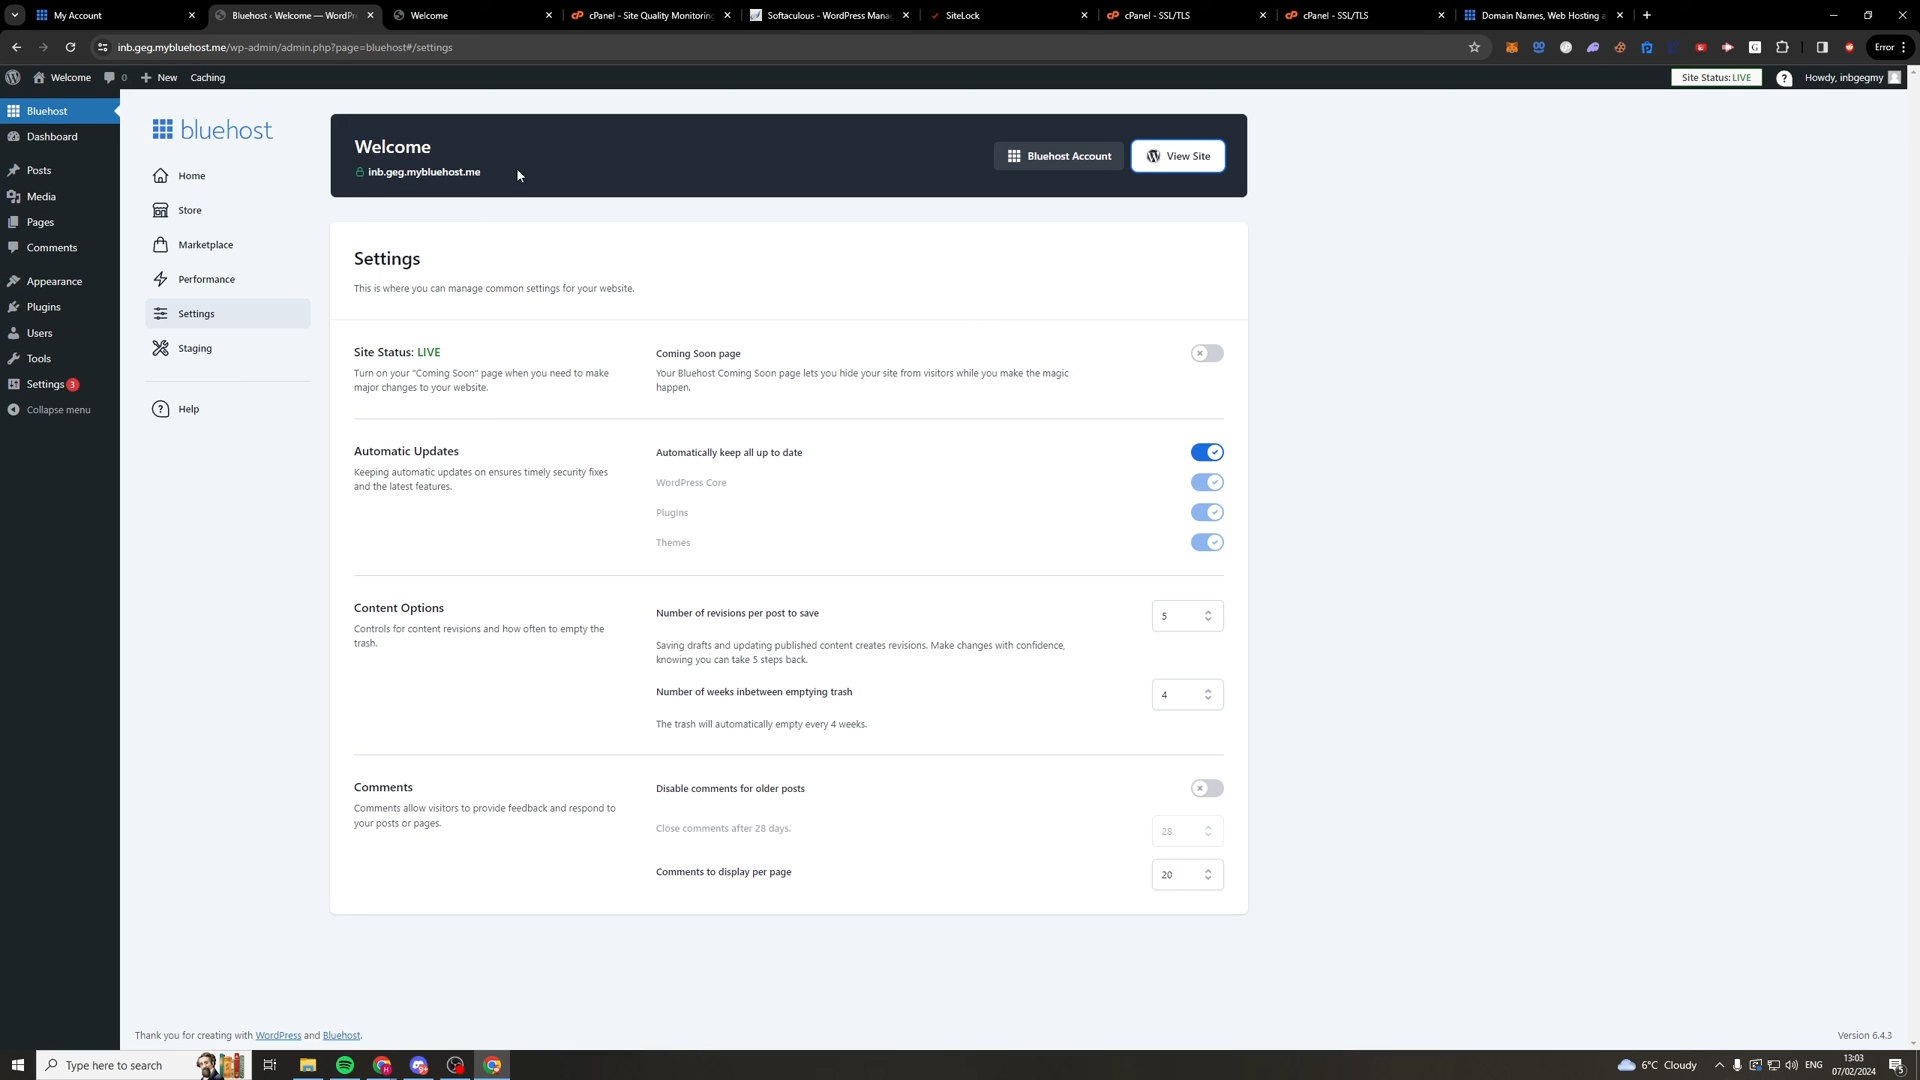 My Account
Bluehost ‹ Welcome — WordPr
Welcome
cPanel - Site Quality Monitoring
Softaculous - WordPress Mana
SiteLock
cPanel - SSL/TLS
cPanel - SSL/TLS
Domain Names, Web Hosting a
inb.geg.mybluehost.me/wp-admin/admin.php?page=bluehost#/settings
Error
Welcome
0
New
Caching
Site Status: LIVE
Howdy, inbgegmy
Bluehost
Dashboard
Posts
Media
Pages
Comments
Appearance
Plugins
Users
Tools
Settings 3
Collapse menu
bluehost
Home
Store
Marketplace
Performance
Settings
Staging
Help
Welcome
inb.geg.mybluehost.me
Bluehost Account
View Site
Settings
This is where you can manage common settings for your website.
Site Status: LIVE
Turn on your "Coming Soon" page when you need to make
major changes to your website.
Coming Soon page
Your Bluehost Coming Soon page lets you hide your site from visitors while you make the magic
happen.
Automatic Updates
Keeping automatic updates on ensures timely security fixes
and the latest features.
Automatically keep all up to date
WordPress Core
Plugins
Themes
Content Options
Controls for content revisions and how often to empty the
trash.
Number of revisions per post to save
5
Saving drafts and updating published content creates revisions. Make changes with confidence,
knowing you can take 5 steps back.
Number of weeks inbetween emptying trash
4
The trash will automatically empty every 4 weeks.
Comments
Comments allow visitors to provide feedback and respond to
your posts or pages.
Disable comments for older posts
Close comments after 28 days.
28
Comments to display per page
20
Thank you for creating with WordPress and Bluehost.
Version 6.4.3
Type here to search
6°C Cloudy
ENG
13:03
07/02/2024
5